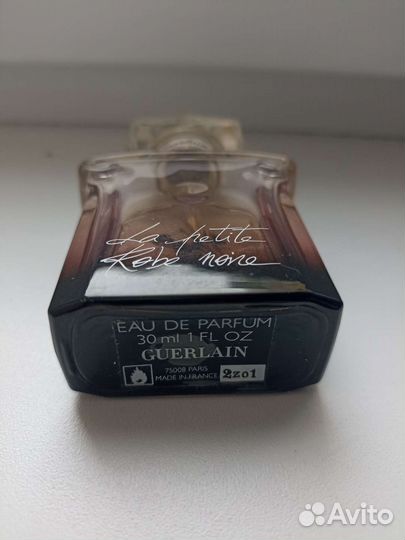 La petite
Robe noire
EAU DE PARFUM
30 ml 1 FL OZ
GUERLAIN
75008 PARIS
MADE IN FRANCE 2z01
Avito